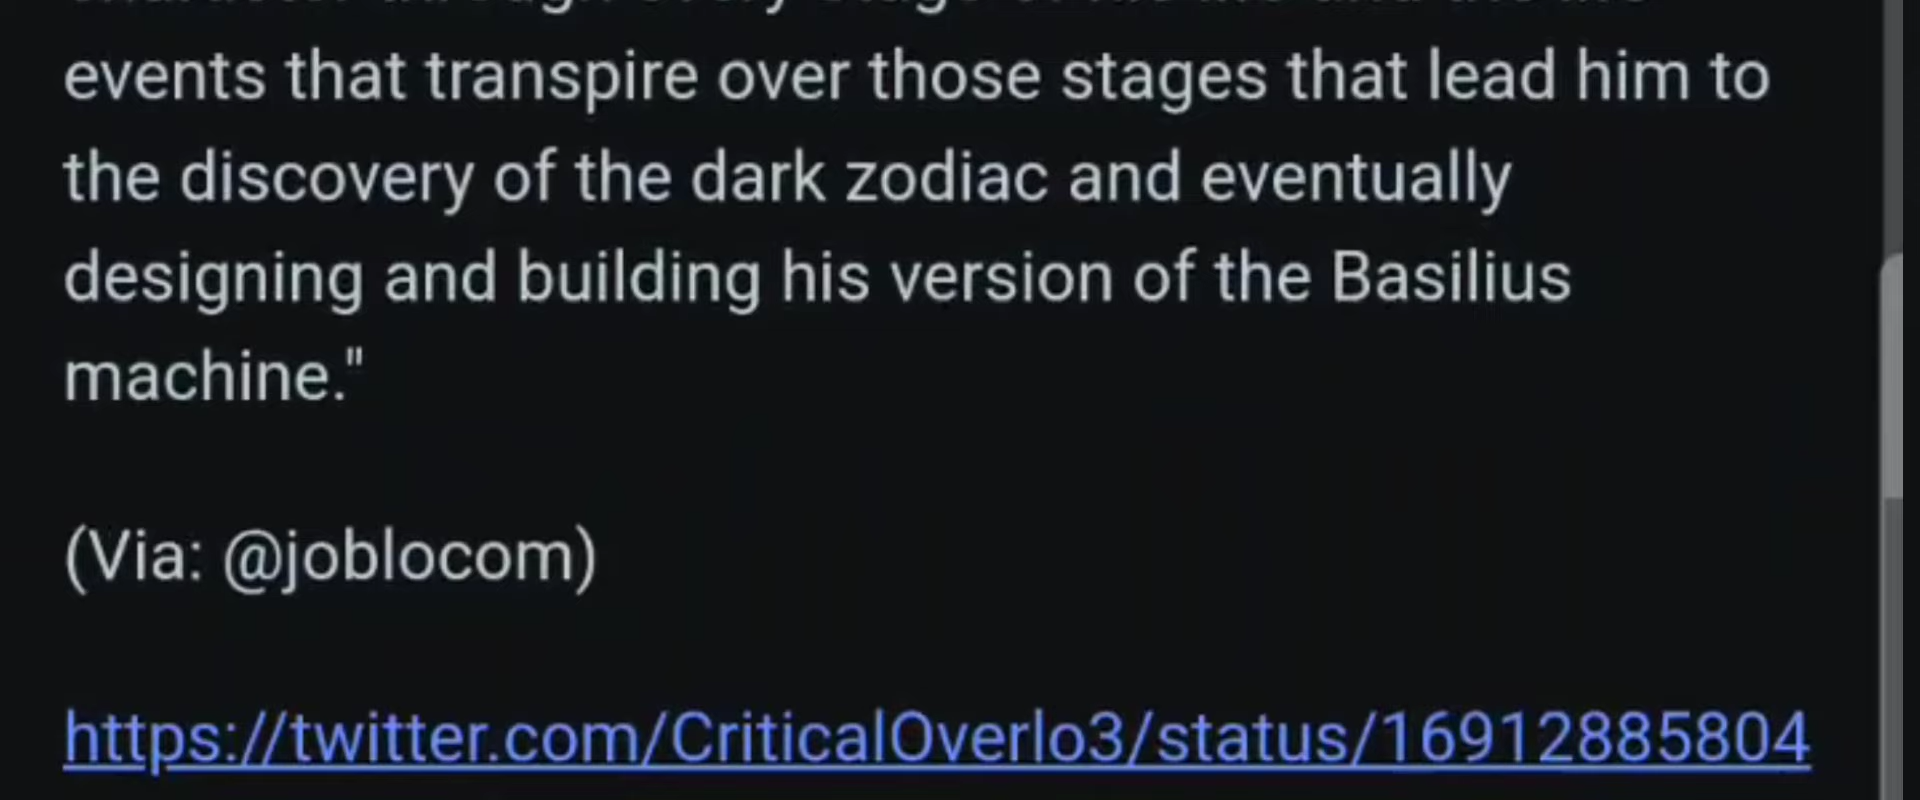 events that transpire over those stages that lead him to
the discovery of the dark zodiac and eventually
designing and building his version of the Basilius
machine."
(Via: @joblocom)
https://twitter.com/CriticalOverlo3/status/16912885804